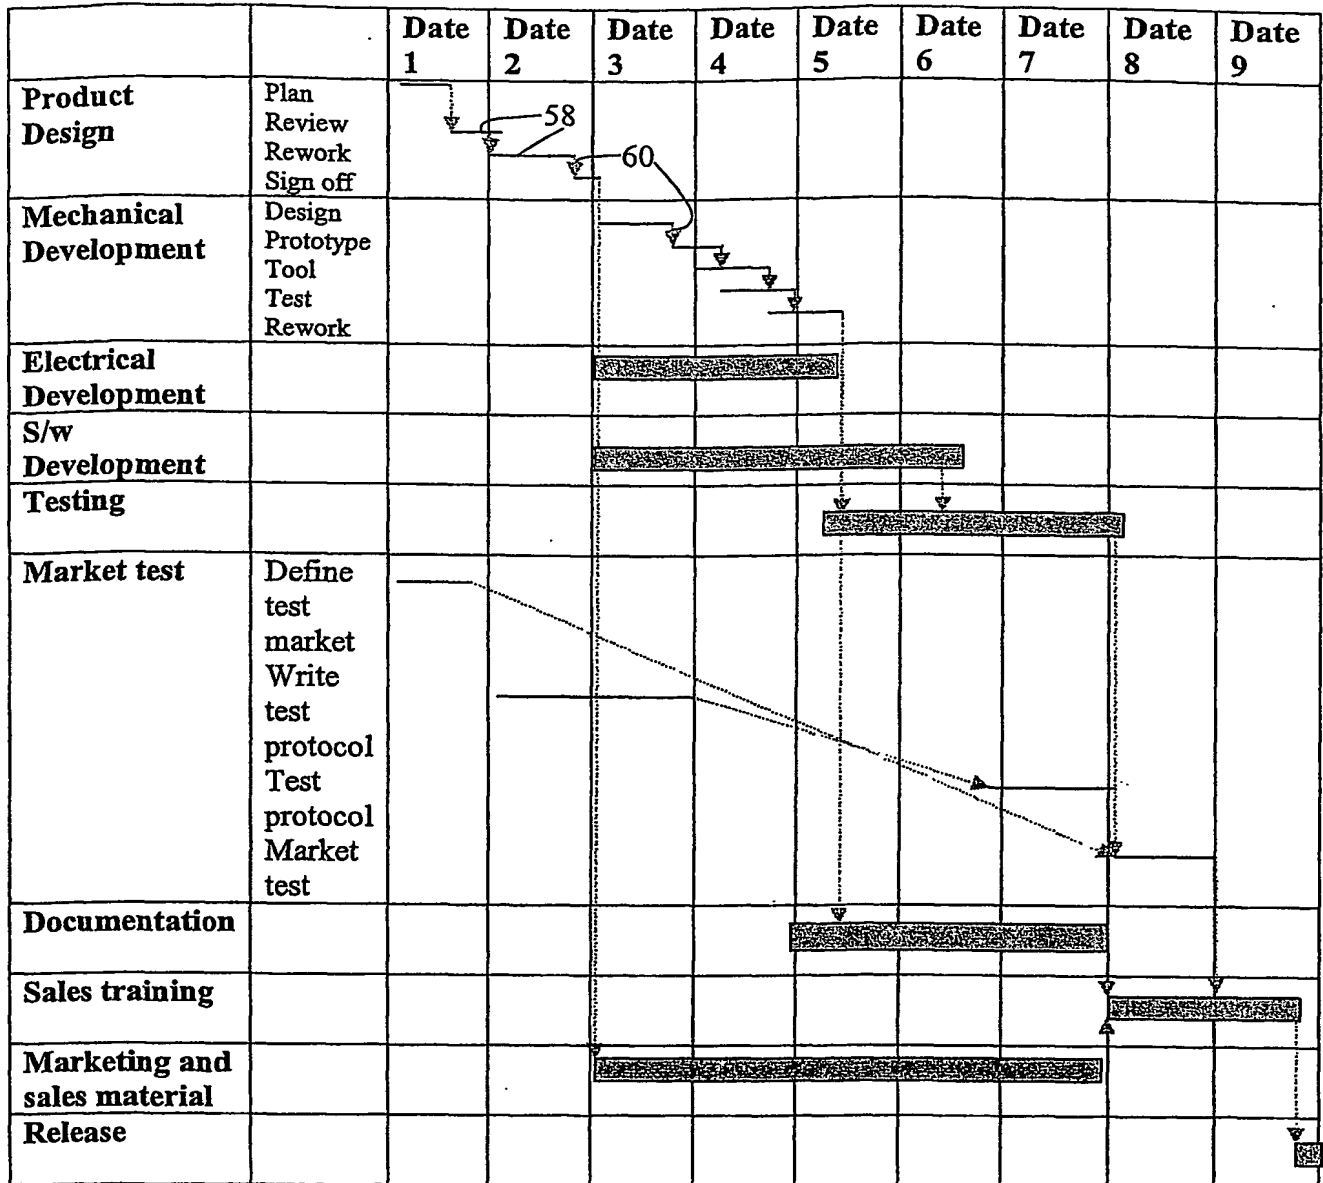 Date 1
Date 2
Date 3
Date 4
Date 5
Date 6
Date 7
Date 8
Date 9
Product
Design
Plan
Review
Rework
Sign off
58
60
Mechanical
Development
Design
Prototype
Tool
Test
Rework
Electrical
Development
S/w
Development
Testing
Market test
Define
test
market
Write
test
protocol
Test
protocol
Market
test
Documentation
Sales training
Marketing and
sales material
Release